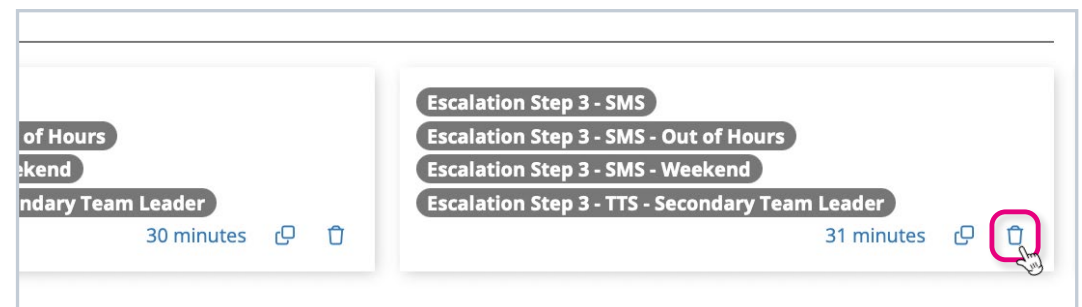 of Hours
ekend
ndary Team Leader
30 minutes
Escalation Step 3 - SMS
Escalation Step 3 - SMS - Out of Hours
Escalation Step 3 - SMS - Weekend
Escalation Step 3 - TTS - Secondary Team Leader
31 minutes